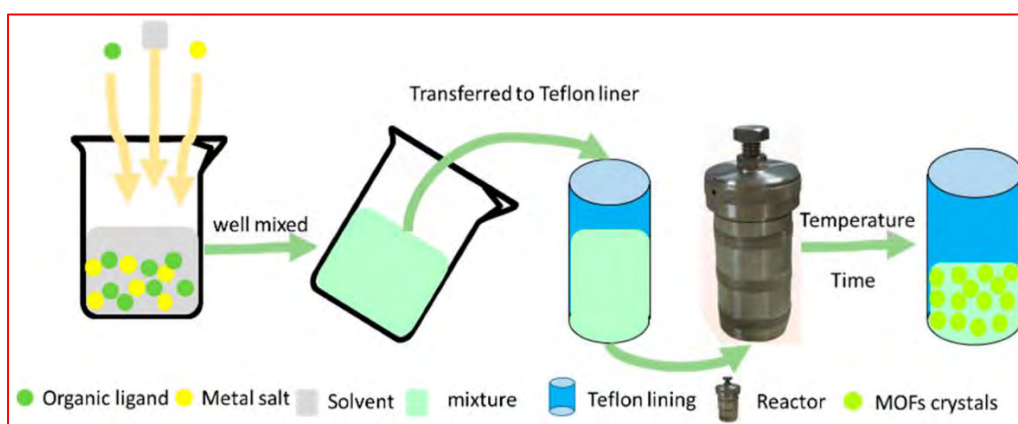 Transferred to Teflon liner
well mixed
Temperature
Time
Organic ligand Metal salt Solvent mixture Teflon lining Reactor MOFs crystals